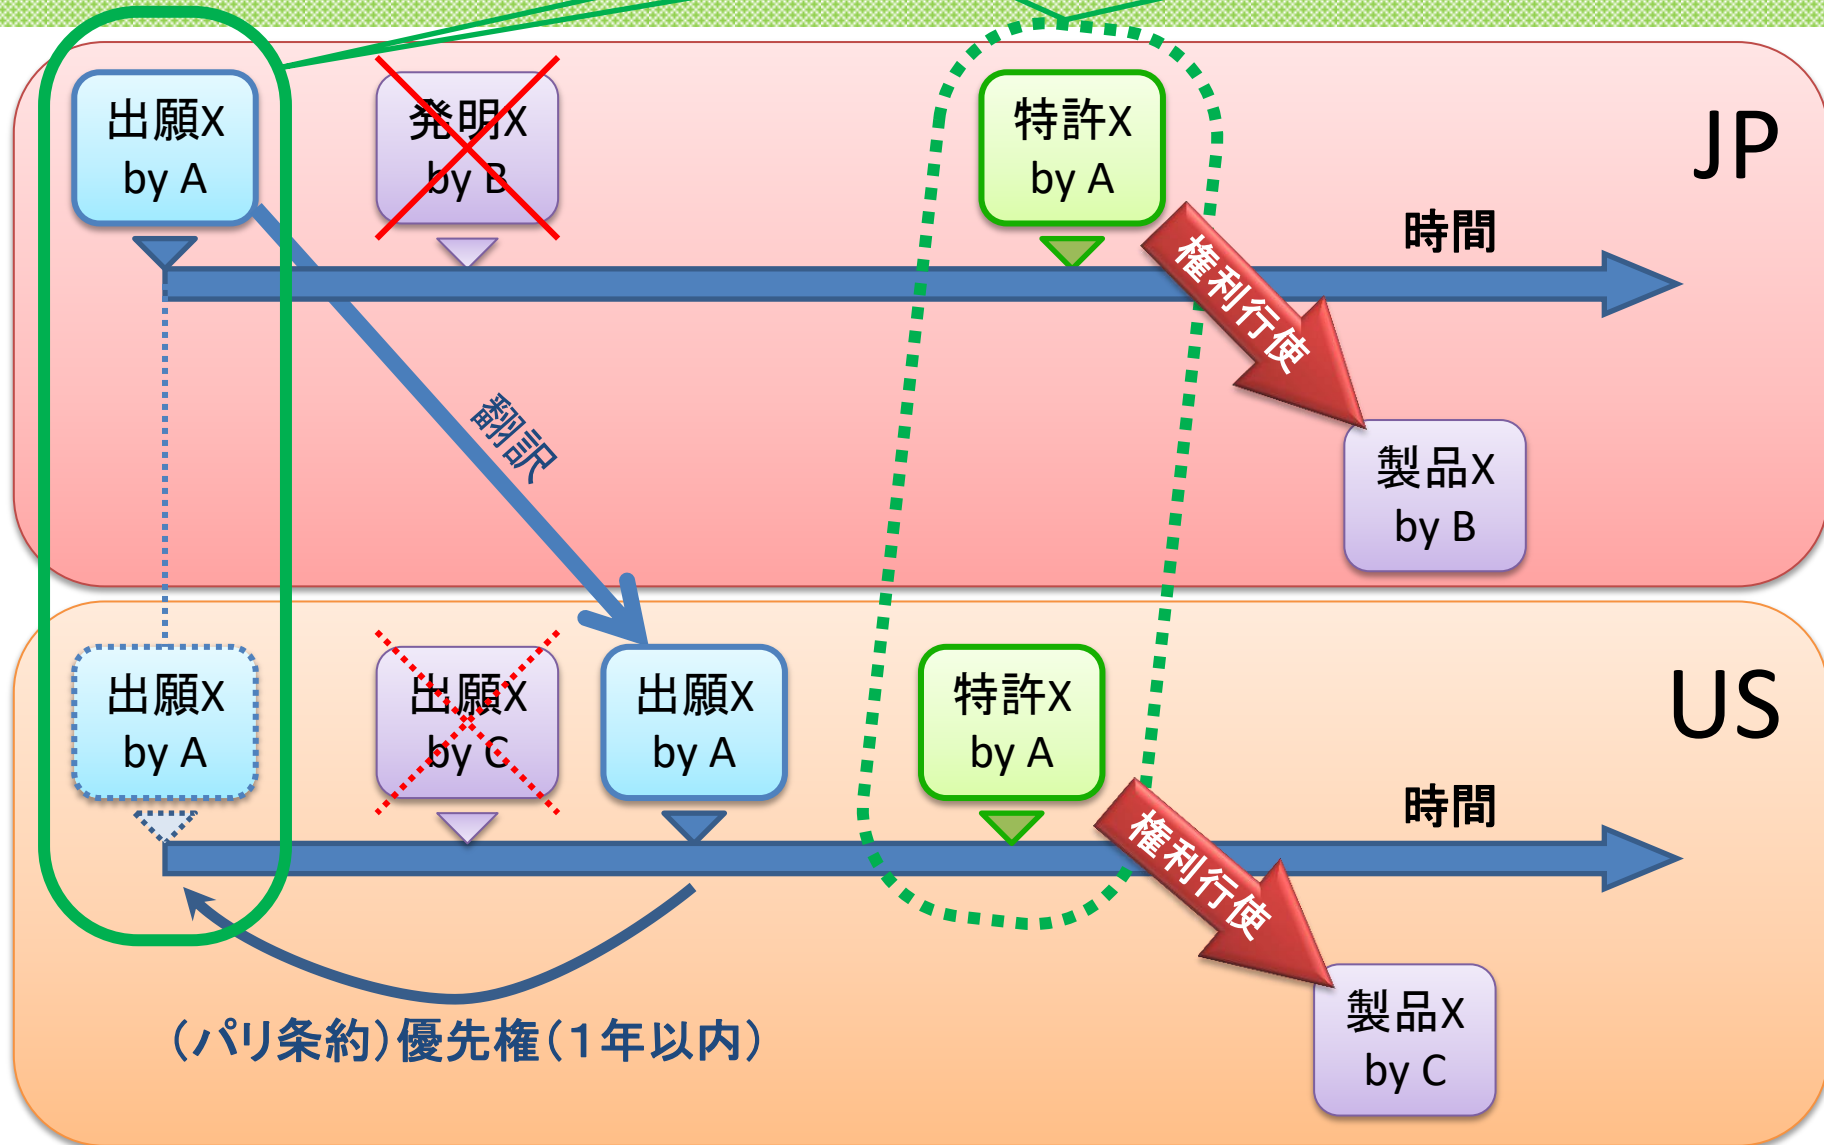 出願X
by A
発明X
by B
特許X
by A
JP
時間
権利行使
翻訳
製品X
by B
出願X
by A
出願X
by C
出願X
by A
特許X
by A
US
時間
権利行使
(パリ条約)優先権(1年以内)
製品X
by C